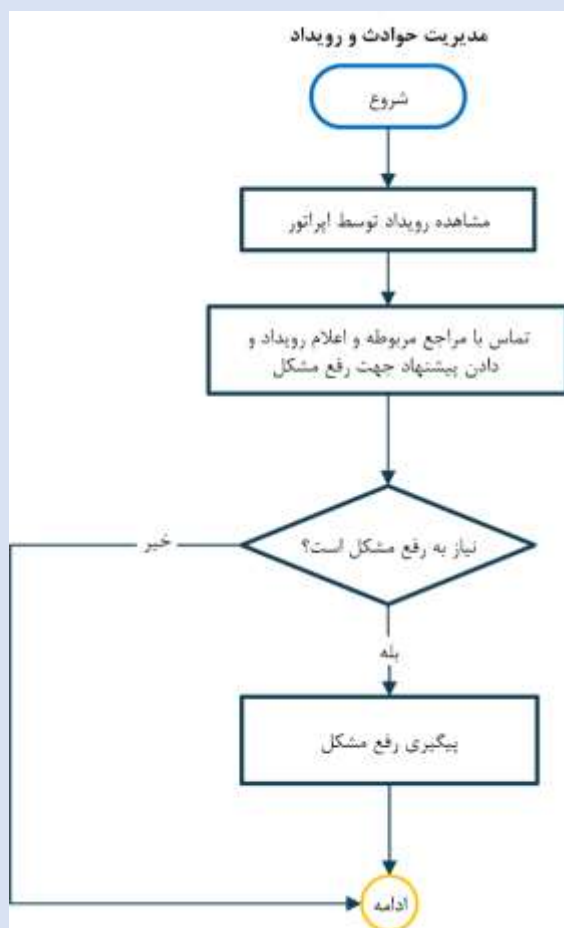 مدیریت حوادث و رویداد
شروع
مشاهده رویداد توسط اپراتور
تماس با مراجع مربوطه و اعلام رویداد و
دادن پیشنهاد جهت رفع مشکل
نیاز به رفع مشکل است؟
خیر
بله
پیگیری رفع مشکل
ادامه